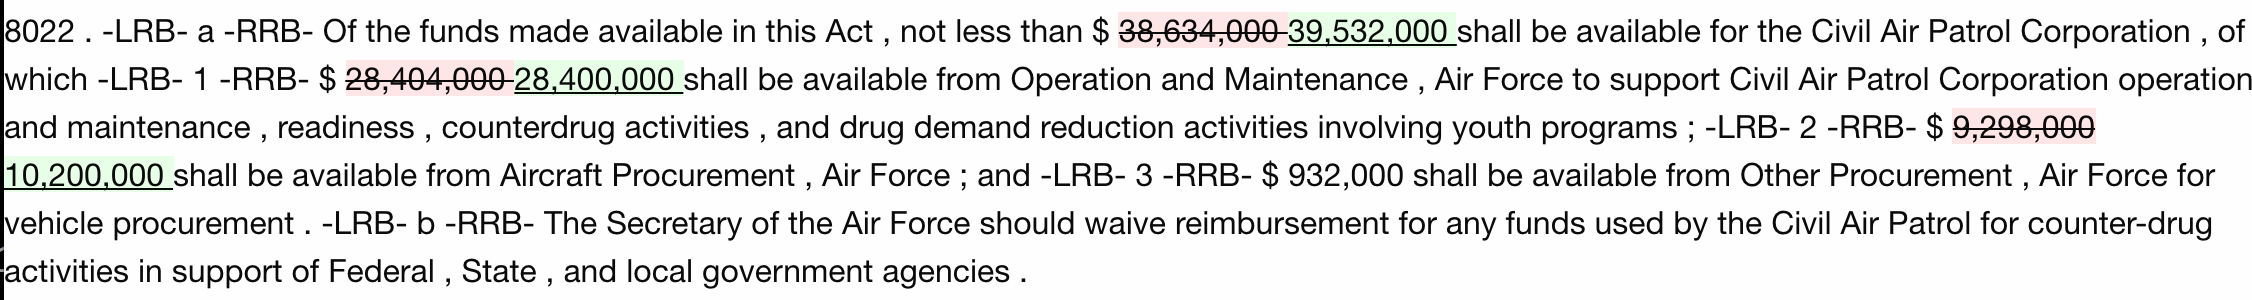 8022 . -LRB- a -RRB- Of the funds made available in this Act , not less than $ 38,634,000 39,532,000 shall be available for the Civil Air Patrol Corporation , of
which -LRB- 1 -RRB- $ 28,404,000 28,400,000 shall be available from Operation and Maintenance , Air Force to support Civil Air Patrol Corporation operation
and maintenance , readiness , counterdrug activities , and drug demand reduction activities involving youth programs ; -LRB- 2 -RRB- $ 9,298,000
10,200,000 shall be available from Aircraft Procurement , Air Force ; and -LRB- 3 -RRB- $ 932,000 shall be available from Other Procurement , Air Force for
vehicle procurement . -LRB- b -RRB- The Secretary of the Air Force should waive reimbursement for any funds used by the Civil Air Patrol for counter-drug
activities in support of Federal , State , and local government agencies .